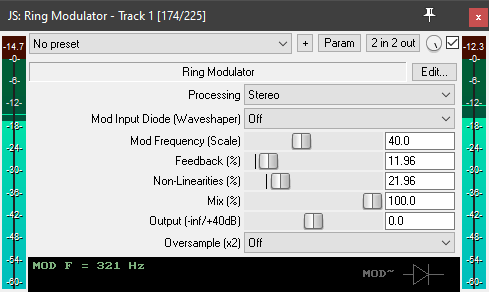 JS: Ring Modulator - Track 1 [174/225]
-14.7 No preset + Param 2 in 2 out -12.3
Ring Modulator Edit...
Processing Stereo
Mod Input Diode (Waveshaper) Off
Mod Frequency (Scale) 40.0
Feedback (%) 11.96
Non-Linearities (%) 21.96
Mix (%) 100.0
Output (-inf/+40dB) 0.0
Oversample (x2) Off
MOD F = 321 Hz MOD~
-0-
-6-
-12-
-18-
-24-
-30-
-36-
-42-
-48-
-54-
-60-
-0-
-6-
-12-
-18-
-24-
-30-
-36-
-42-
-48-
-54-
-60-